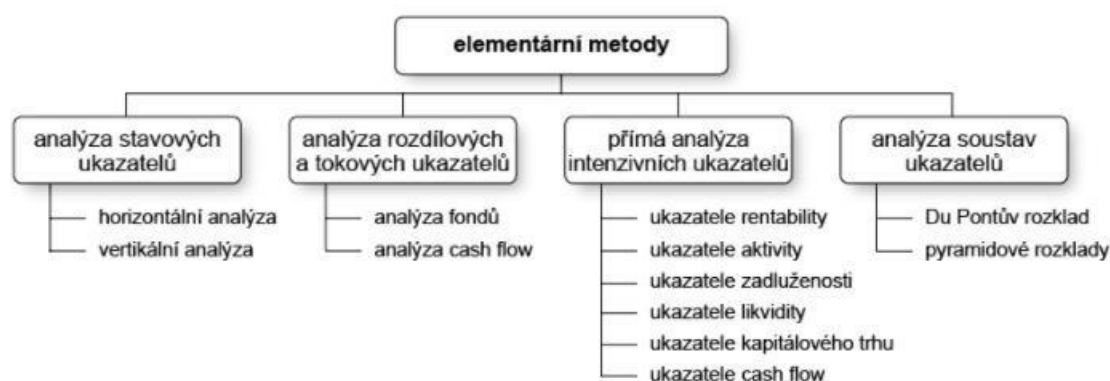 elementární metody
analýza stavových
ukazatelů
horizontální analýza
vertikální analýza
analýza rozdílových
a tokových ukazatelů
analýza fondů
analýza cash flow
přímá analýza
intenzivních ukazatelů
ukazatele rentability
ukazatele aktivity
ukazatele zadluženosti
ukazatele likvidity
ukazatele kapitálového trhu
ukazatele cash flow
analýza soustav
ukazatelů
Du Pontův rozklad
pyramidové rozklady